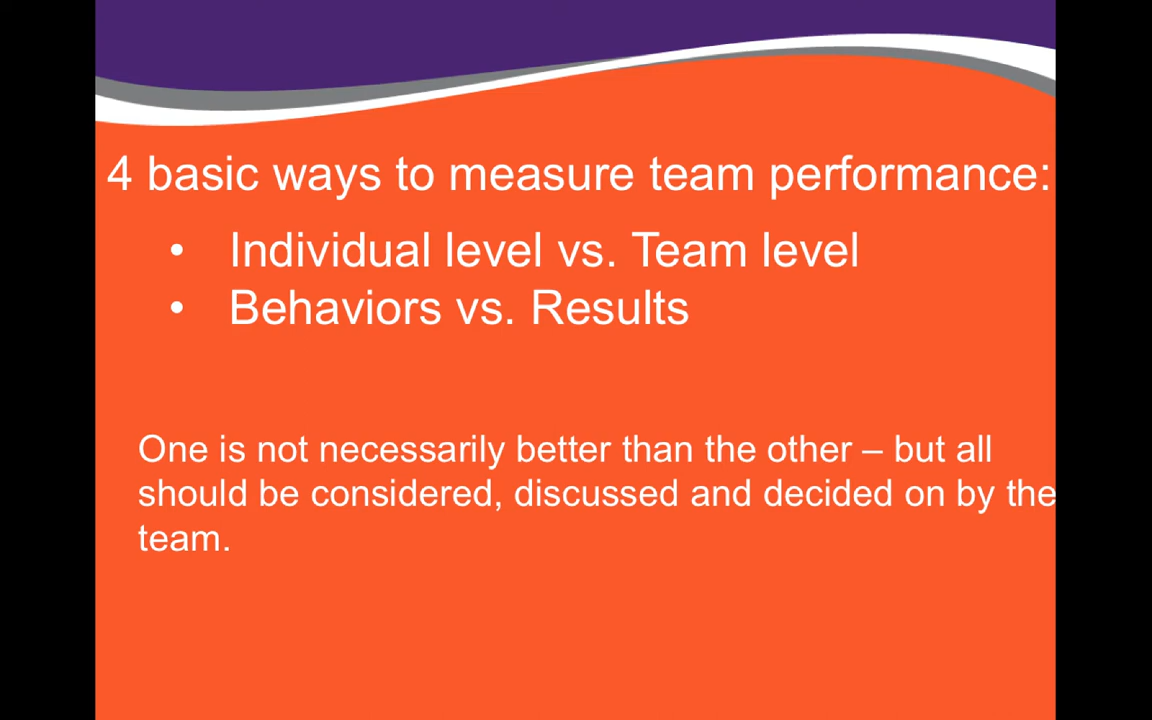 4 basic ways to measure team performance:
• Individual level vs. Team level
• Behaviors vs. Results
One is not necessarily better than the other – but all
should be considered, discussed and decided on by the
team.